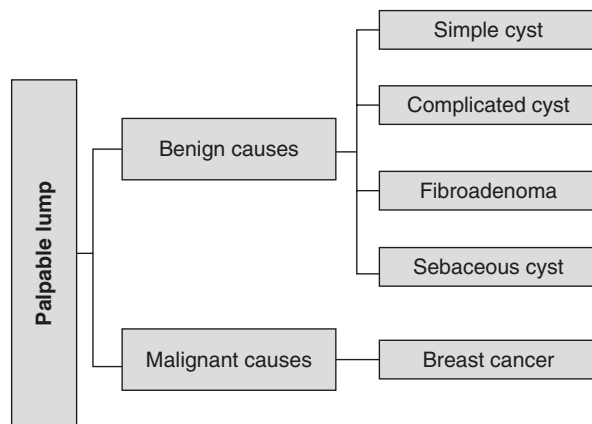 Palpable lump
Benign causes
Simple cyst
Complicated cyst
Fibroadenoma
Sebaceous cyst
Malignant causes
Breast cancer